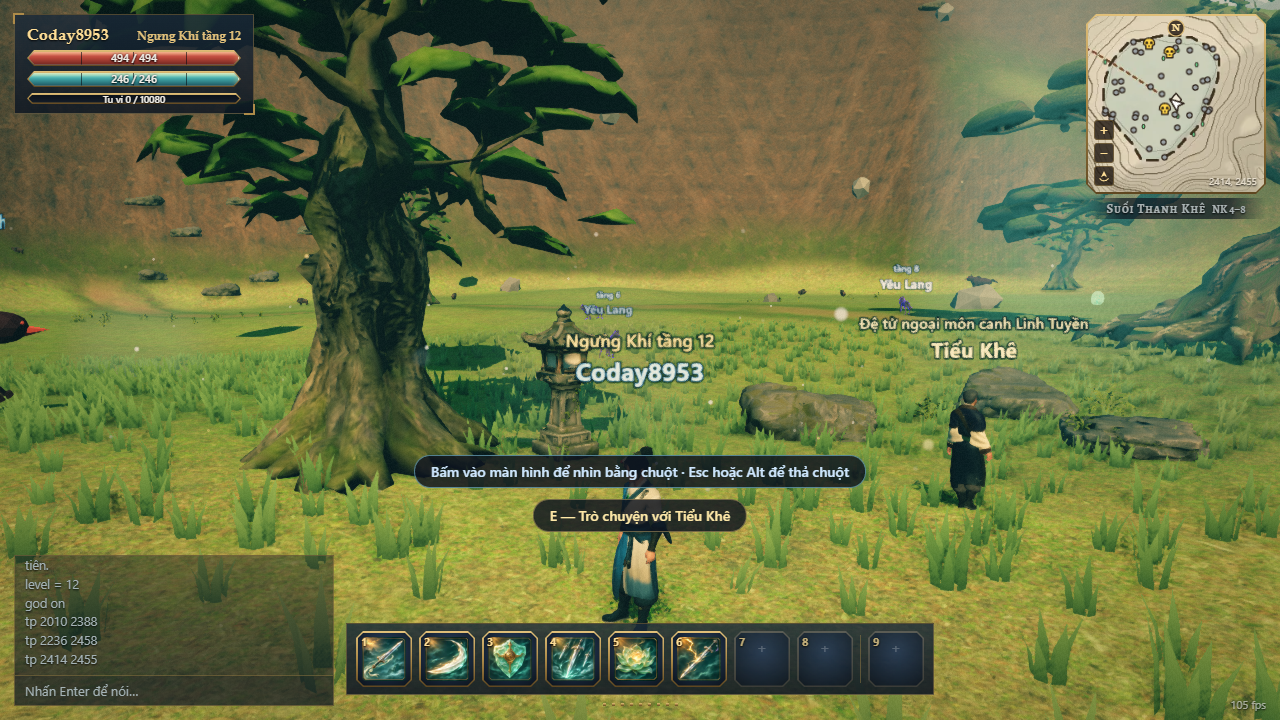 Coday8953
Ngưng Khí tầng 12
494 / 494
246 / 246
Tu vi 0 / 10080
N
+
−
2414, 2455
Suối Thanh Khê NK 4–8
tầng 8
Yêu Lang
tầng 6
Yêu Lang
Đệ tử ngoại môn canh Linh Tuyền
Tiểu Khê
Ngưng Khí tầng 12
Coday8953
Bấm vào màn hình để nhìn bằng chuột · Esc hoặc Alt để thả chuột
E — Trò chuyện với Tiểu Khê
tiên.
level = 12
god on
tp 2010 2388
tp 2236 2458
tp 2414 2455
Nhấn Enter để nói...
1 2 3 4 5 6 7 8 9
+ + +
105 fps